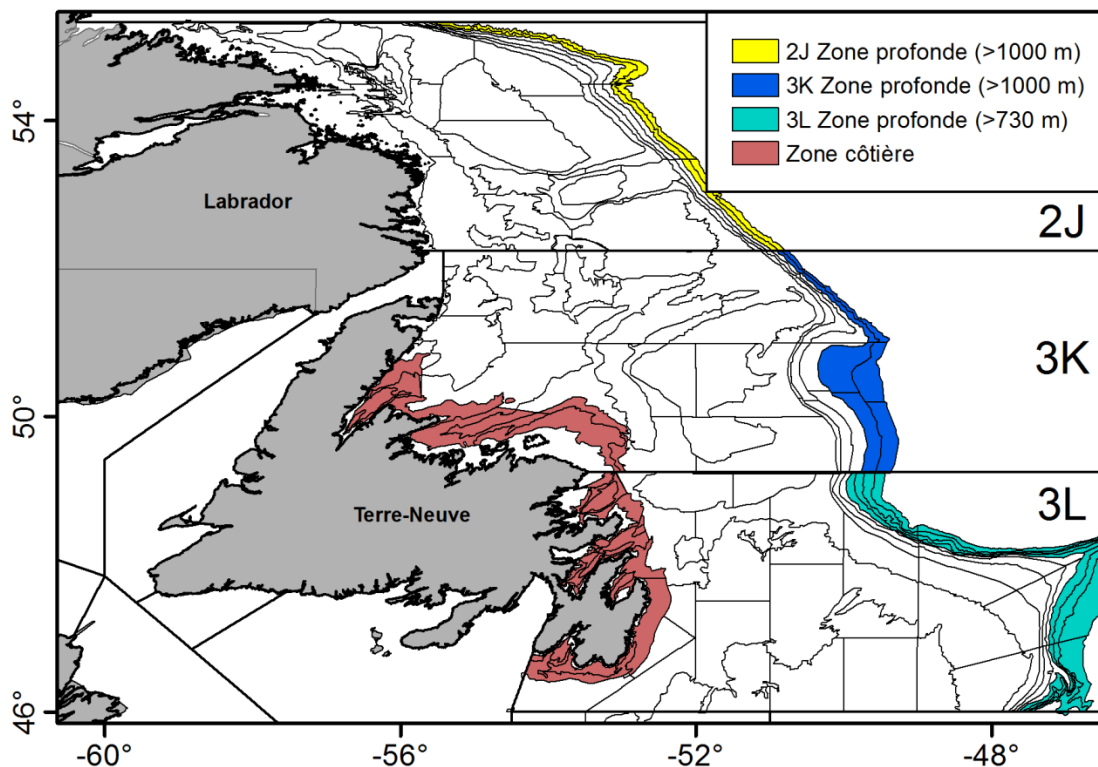 2J Zone profonde (>1000 m)
3K Zone profonde (>1000 m)
3L Zone profonde (>730 m)
Zone côtière
54°
Labrador
2J
3K
50°
Terre-Neuve
3L
46°
-60°
-56°
-52°
-48°